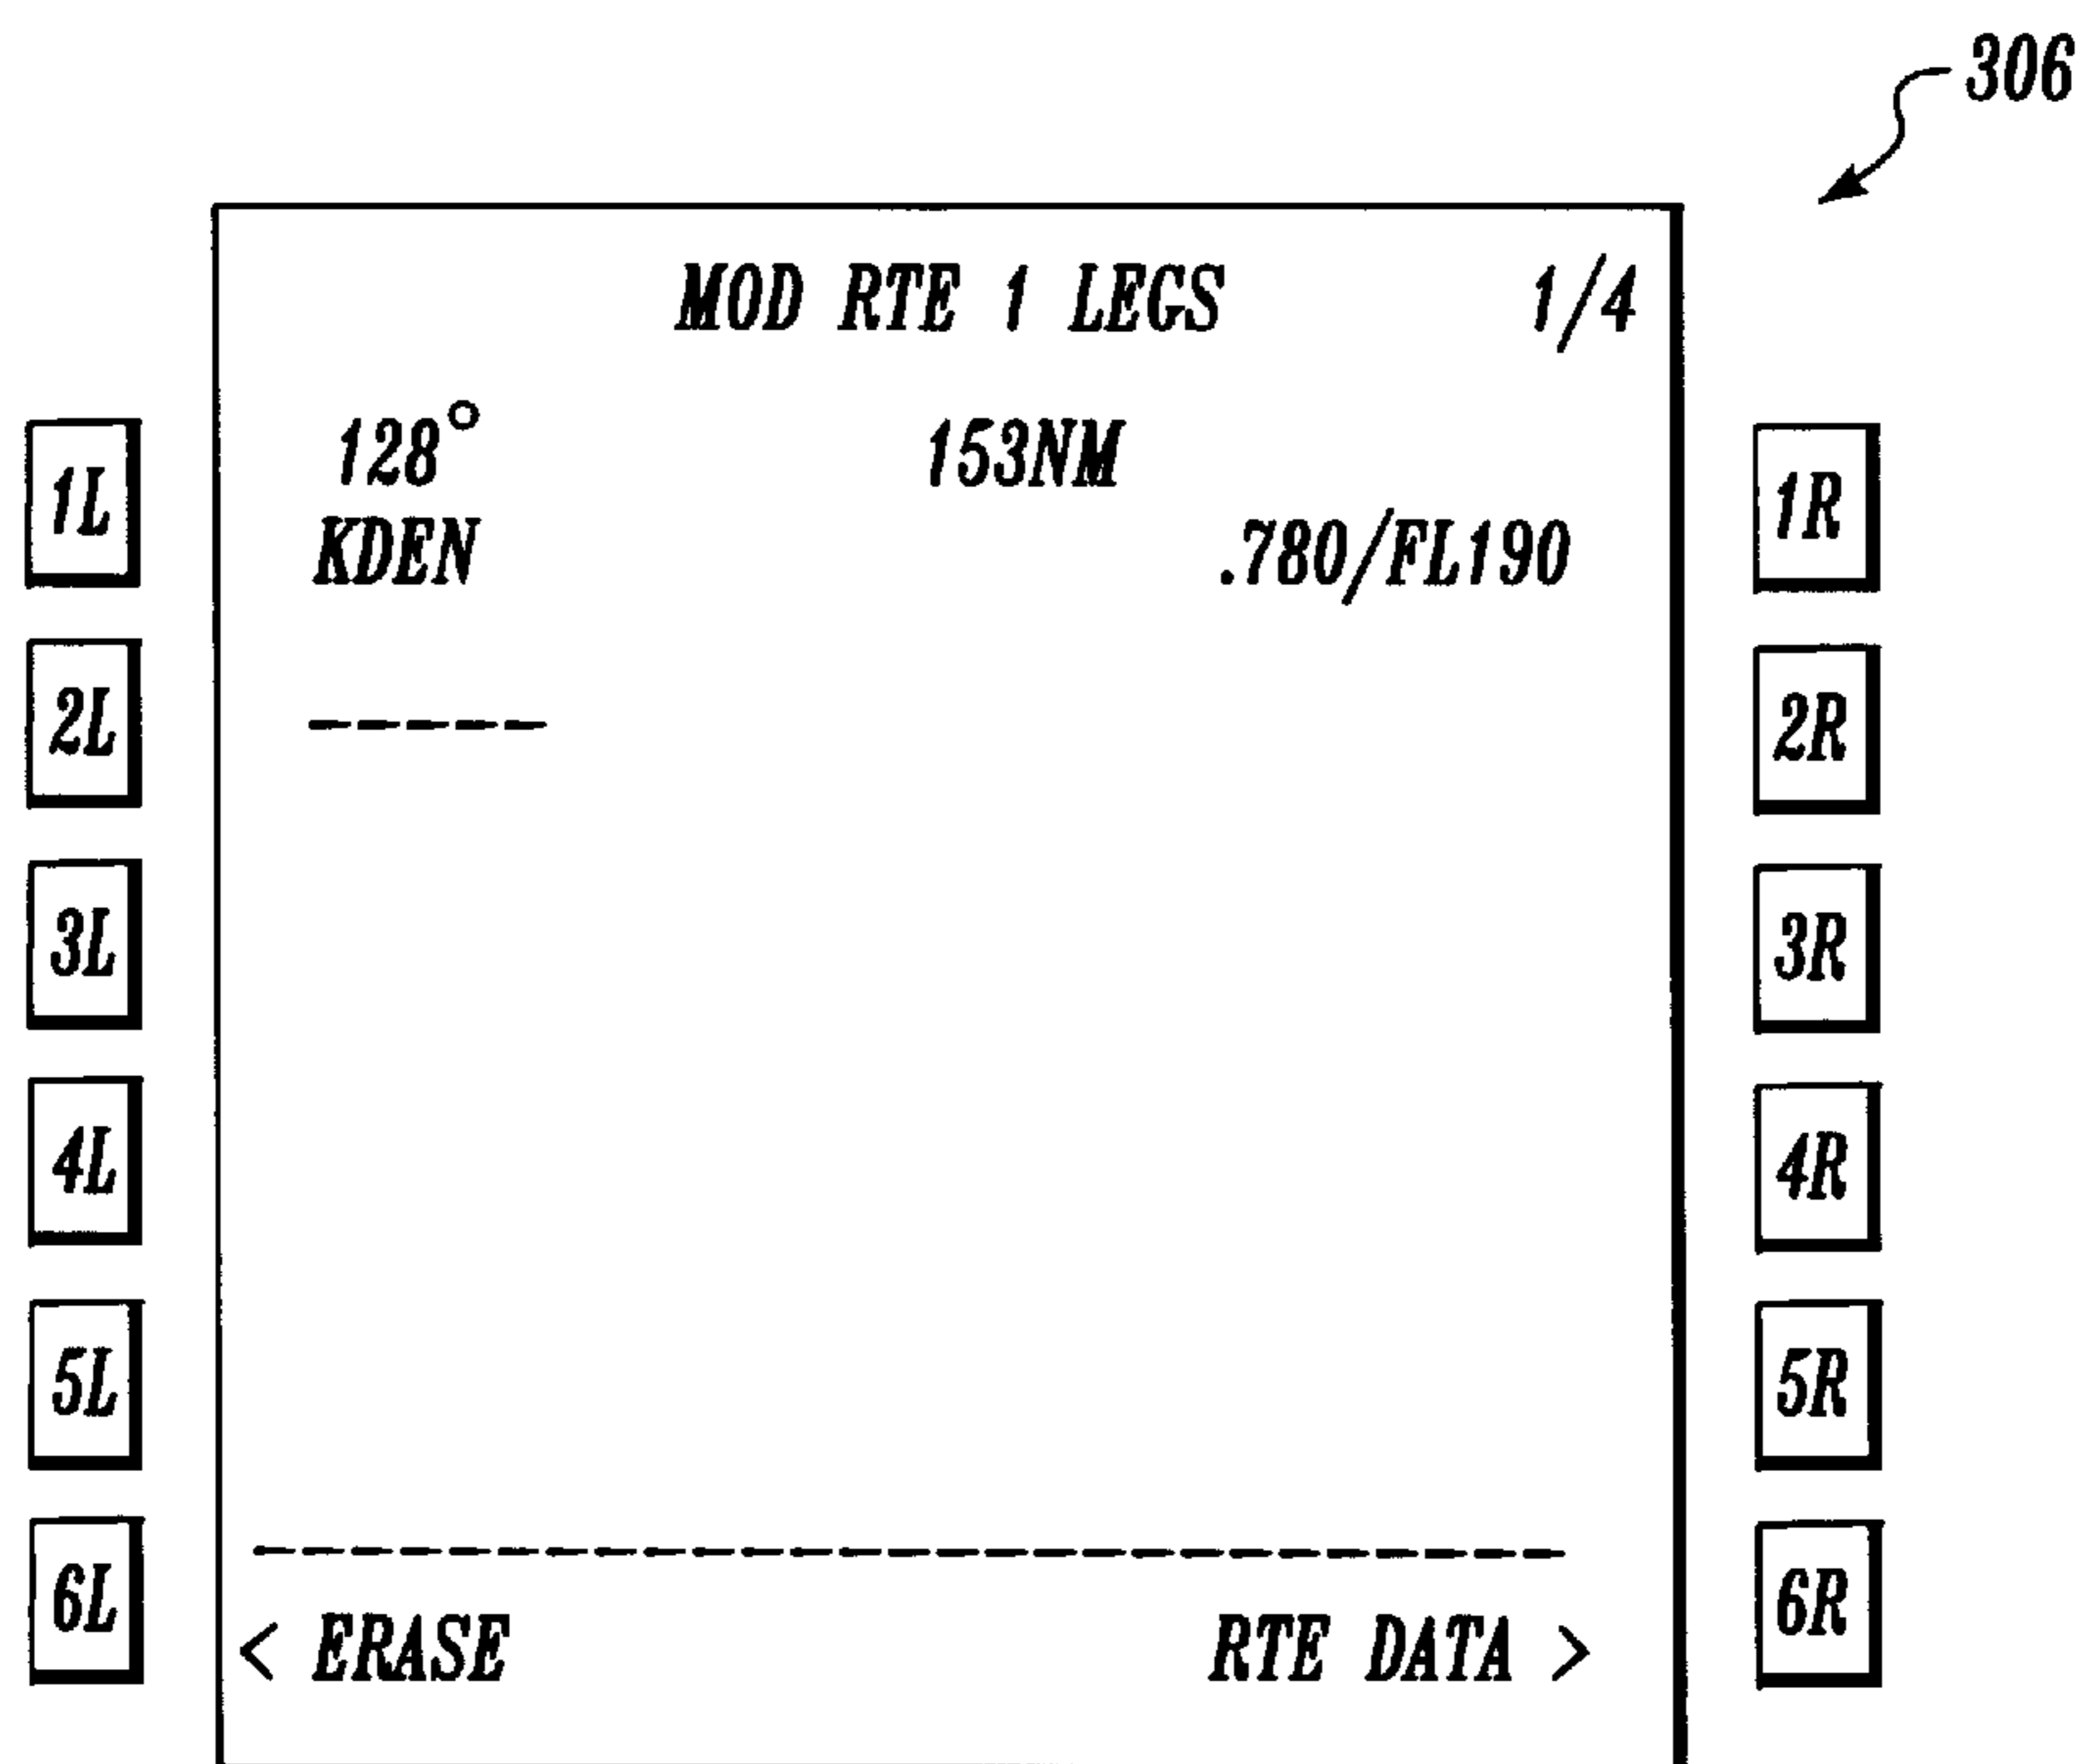 306
MOD RTE 1 LEGS 1/4
128° 153NM
1L KDEN .780/FL190 1R
2L ----- 2R
3L 3R
4L 4R
5L 5R
---------------------------
6L < ERASE RTE DATA > 6R